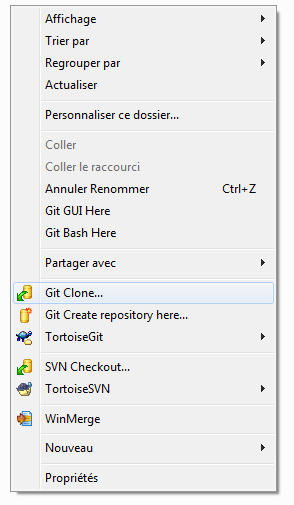 Affichage
Trier par
Regrouper par
Actualiser
Personnaliser ce dossier...
Coller
Coller le raccourci
Annuler Renommer Ctrl+Z
Git GUI Here
Git Bash Here
Partager avec
Git Clone...
Git Create repository here...
TortoiseGit
SVN Checkout...
TortoiseSVN
WinMerge
Nouveau
Propriétés